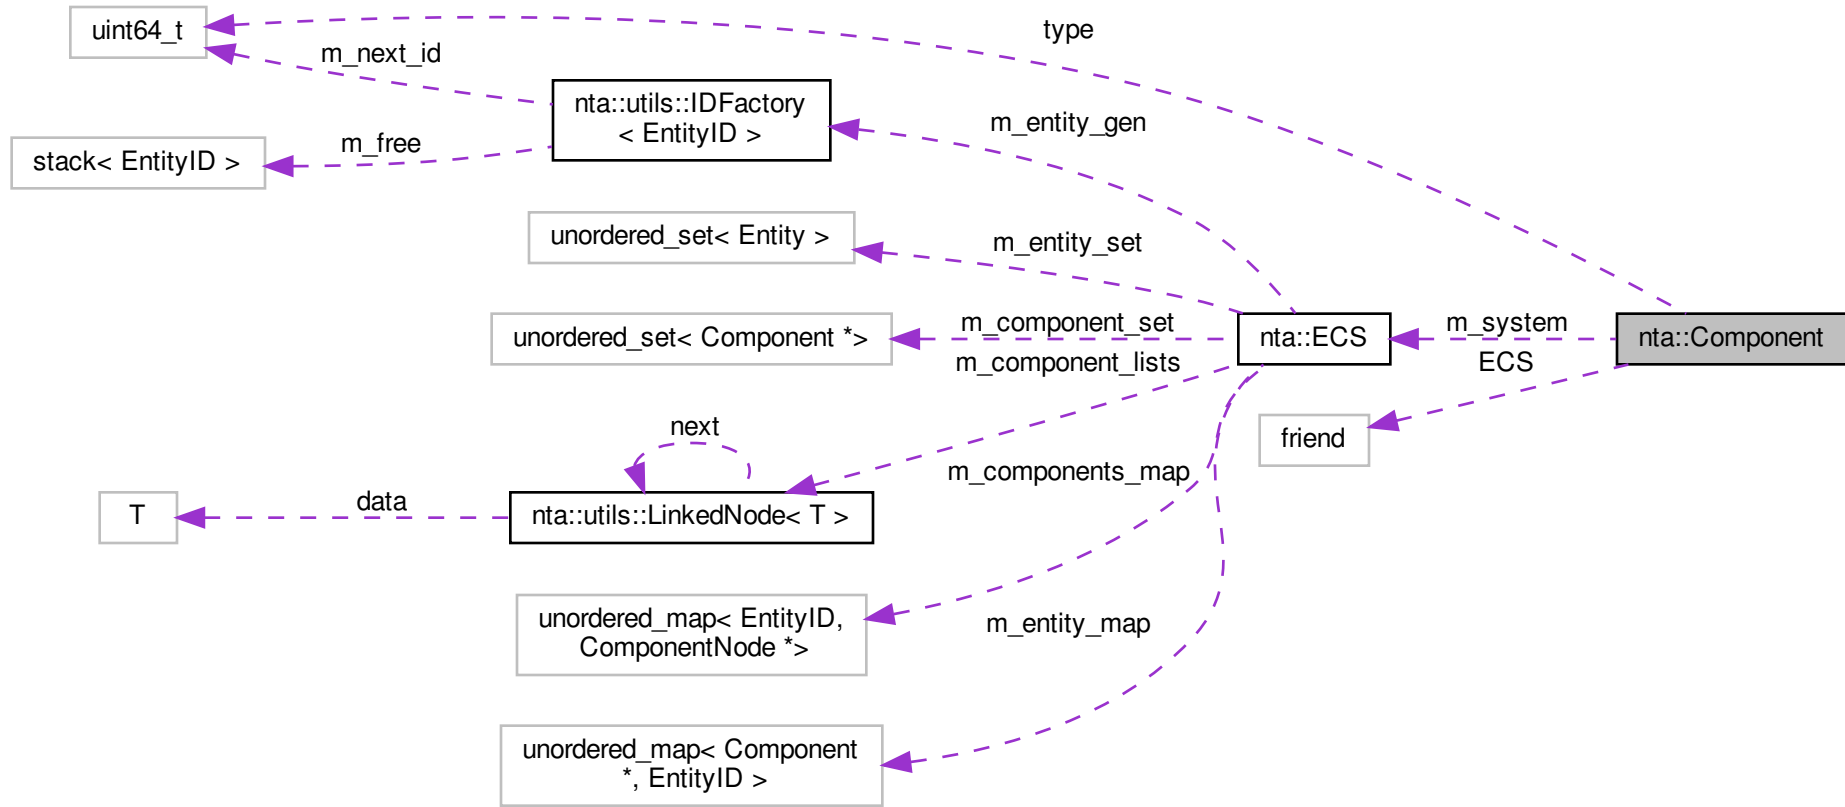 uint64_t
type
m_next_id
nta::utils::IDFactory
< EntityID >
m_entity_gen
stack< EntityID >
m_free
unordered_set< Entity >
m_entity_set
unordered_set< Component *>
m_component_set
nta::ECS
m_system
nta::Component
m_component_lists
ECS
next
friend
m_components_map
T
data
nta::utils::LinkedNode< T >
unordered_map< EntityID,
ComponentNode *>
m_entity_map
unordered_map< Component
*, EntityID >